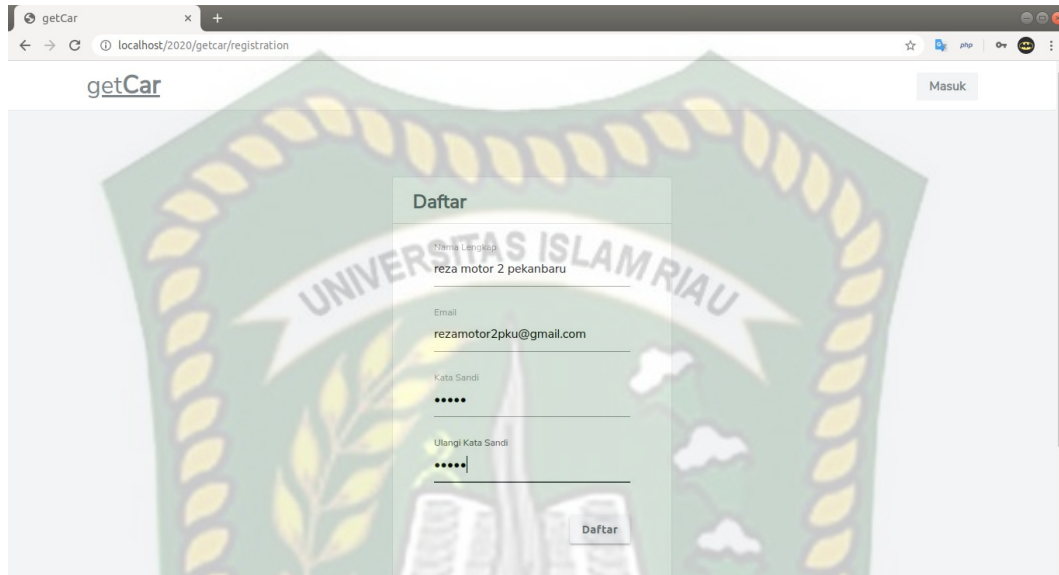 getCar
localhost/2020/getcar/registration
php
getCar
Masuk
Daftar
UNIVERSITAS ISLAM RIAU
Nama Lengkap
reza motor 2 pekanbaru
Email
rezamotor2pku@gmail.com
Kata Sandi
•••••
Ulangi Kata Sandi
•••••
Daftar